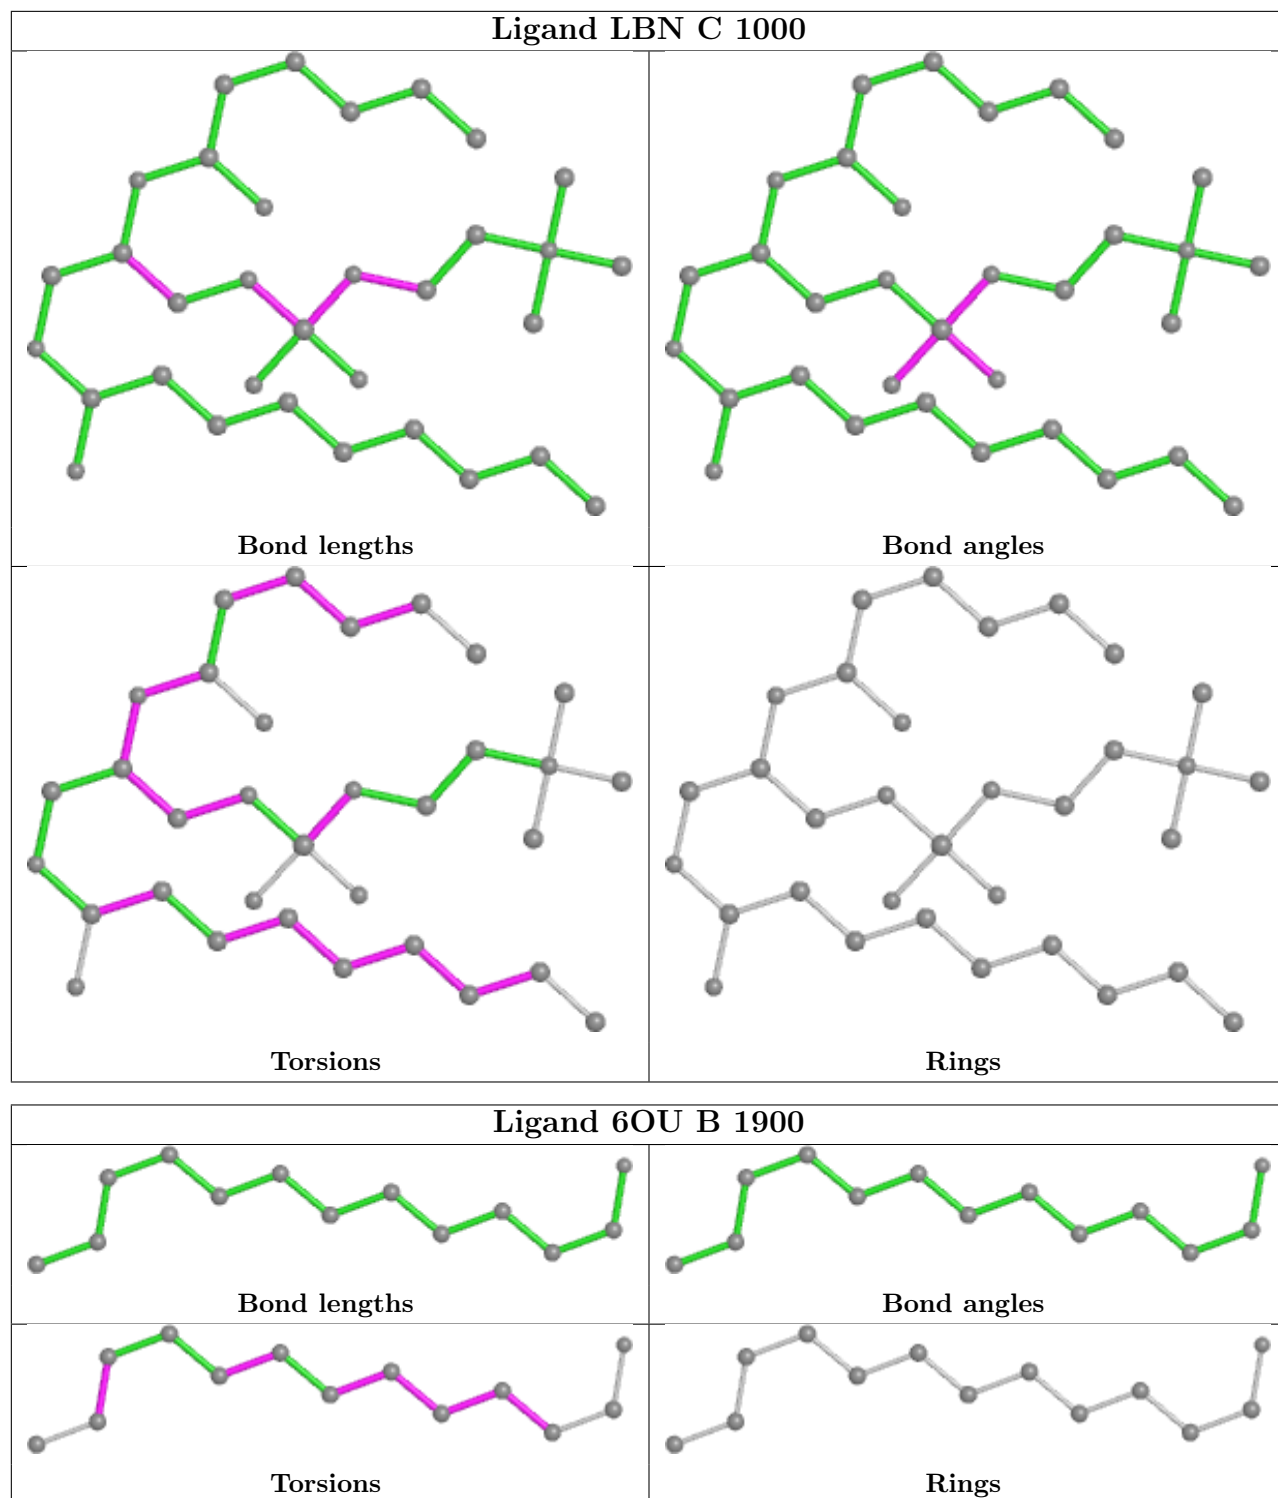 Ligand LBN C 1000
Bond lengths
Bond angles
Torsions
Rings
Ligand 6OU B 1900
Bond lengths
Bond angles
Torsions
Rings